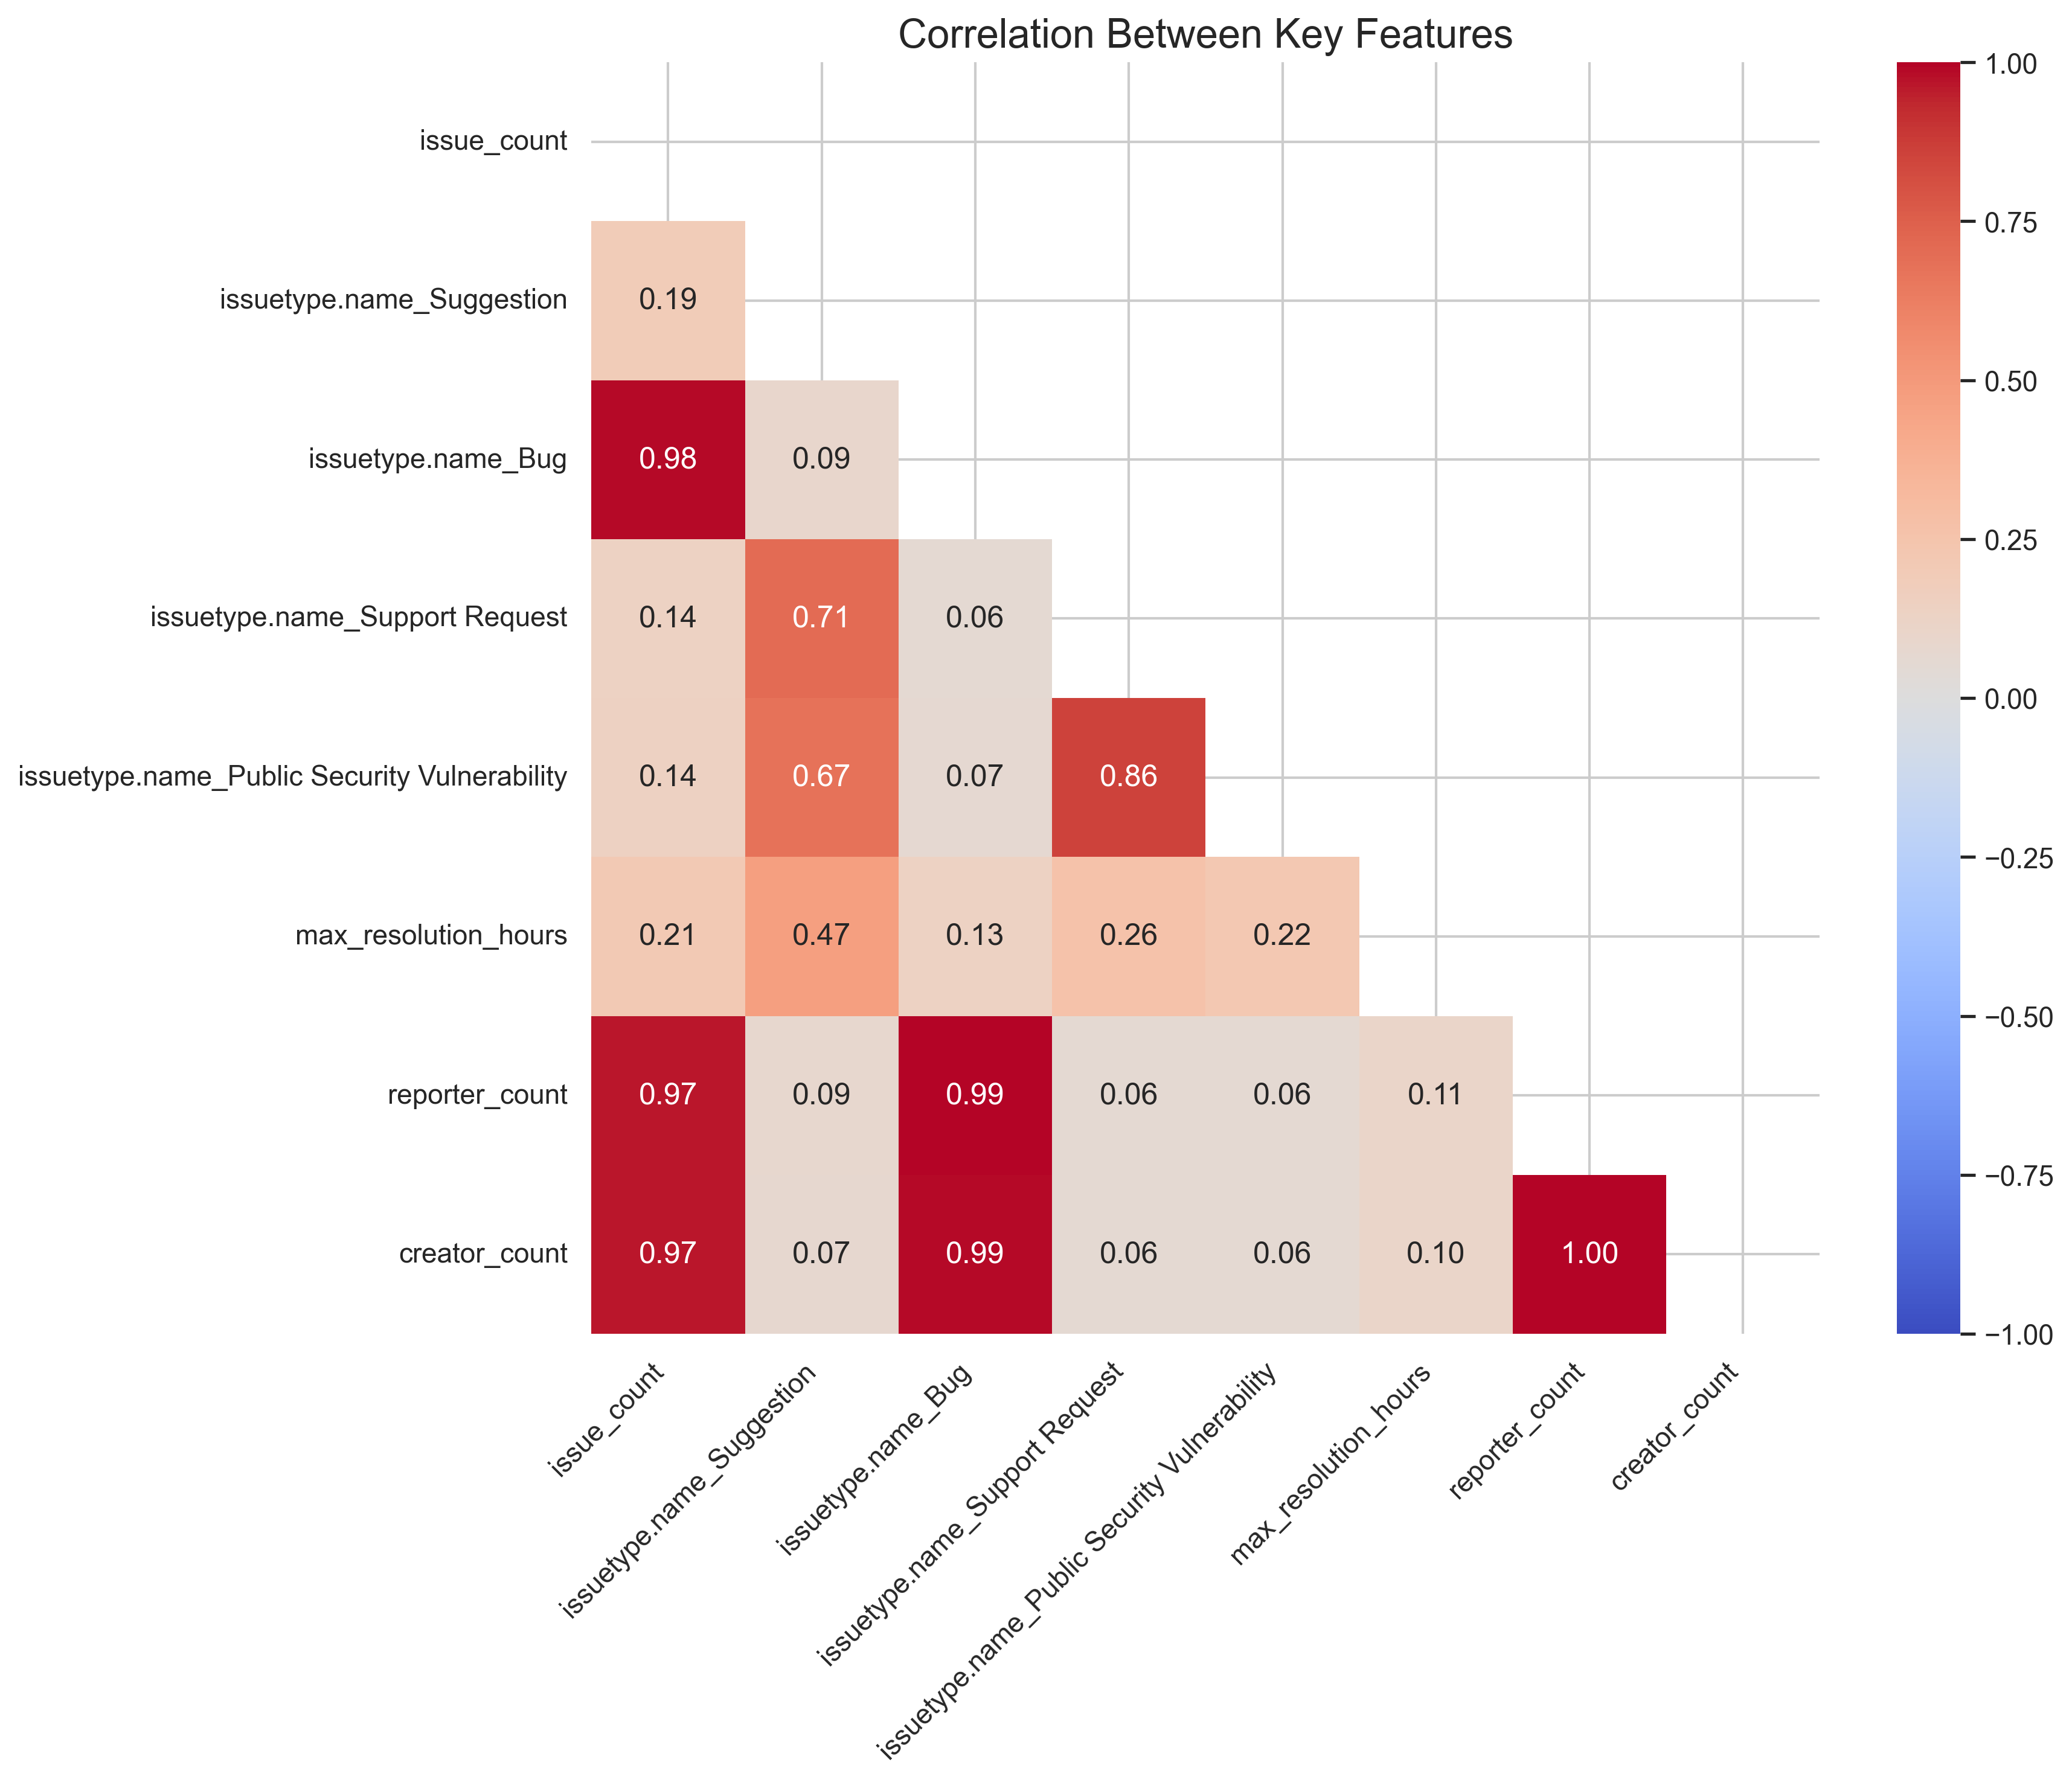 Correlation Between Key Features
issue_count
issuetype.name_Suggestion
0.19
issuetype.name_Bug
0.98 0.09
issuetype.name_Support Request
0.14 0.71 0.06
issuetype.name_Public Security Vulnerability
0.14 0.67 0.07 0.86
max_resolution_hours
0.21 0.47 0.13 0.26 0.22
reporter_count
0.97 0.09 0.99 0.06 0.06 0.11
creator_count
0.97 0.07 0.99 0.06 0.06 0.10 1.00
issue_count
issuetype.name_Suggestion
issuetype.name_Bug
issuetype.name_Support Request
issuetype.name_Public Security Vulnerability
max_resolution_hours
reporter_count
creator_count
1.00
0.75
0.50
0.25
0.00
−0.25
−0.50
−0.75
−1.00